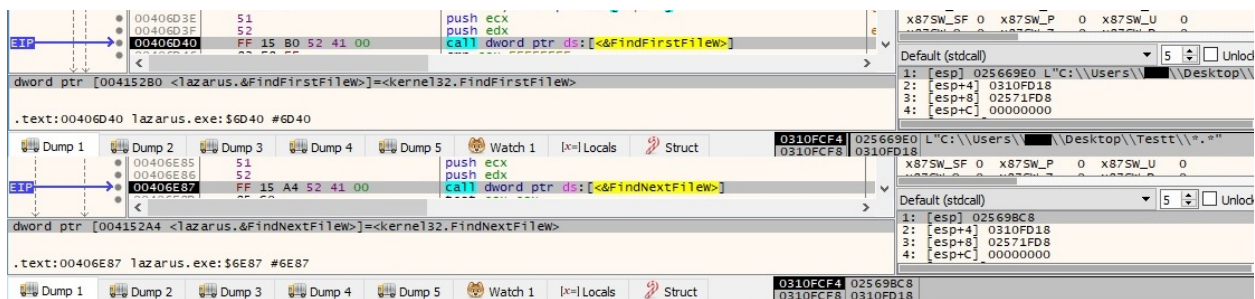 00406D3E 51 push ecx
00406D3F 52 push edx
EIP 00406D40 FF 15 B0 52 41 00 call dword ptr ds:[<&FindFirstFileW>]
dword ptr [004152B0 <lazarus.&FindFirstFileW>]=<kernel32.FindFirstFileW>
.text:00406D40 lazarus.exe:$6D40 #6D40
x87SW_SF 0 x87SW_P 0 x87SW_U 0
Default (stdcall) 5 Unlock
1: [esp] 025669E0 L"C:\\Users\\ \\Desktop\\
2: [esp+4] 0310FD18
3: [esp+8] 02571FD8
4: [esp+C] 00000000
Dump 1 Dump 2 Dump 3 Dump 4 Dump 5 Watch 1 [x=] Locals Struct
0310FCF4 025669E0 L"C:\\Users\\ \\Desktop\\Testt\\*.*"
0310FCF8 0310FD18
00406E85 51 push ecx
00406E86 52 push edx
EIP 00406E87 FF 15 A4 52 41 00 call dword ptr ds:[<&FindNextFileW>]
dword ptr [004152A4 <lazarus.&FindNextFileW>]=<kernel32.FindNextFileW>
.text:00406E87 lazarus.exe:$6E87 #6E87
x87SW_SF 0 x87SW_P 0 x87SW_U 0
Default (stdcall) 5 Unlock
1: [esp] 02569BC8
2: [esp+4] 0310FD18
3: [esp+8] 02571FD8
4: [esp+C] 00000000
Dump 1 Dump 2 Dump 3 Dump 4 Dump 5 Watch 1 [x=] Locals Struct
0310FCF4 02569BC8
0310FCF8 0310FD18